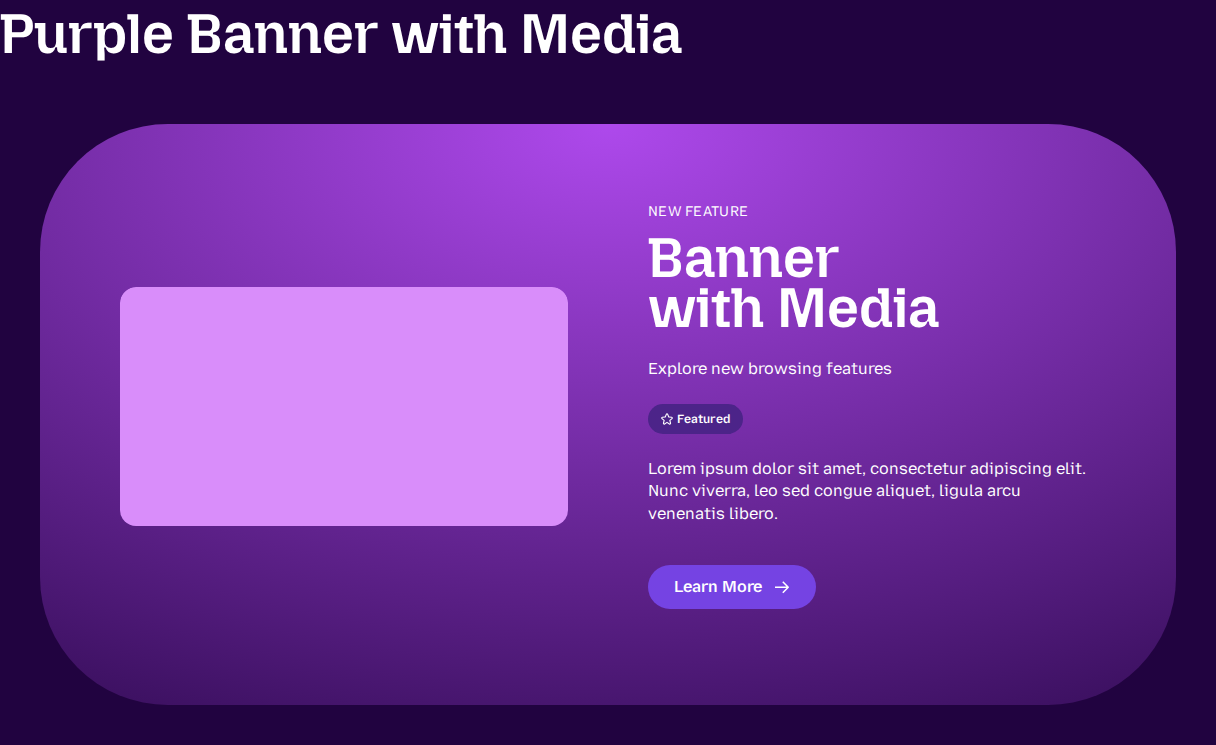 Purple Banner with Media
NEW FEATURE
Banner
with Media
Explore new browsing features
Featured
Lorem ipsum dolor sit amet, consectetur adipiscing elit.
Nunc viverra, leo sed congue aliquet, ligula arcu
venenatis libero.
Learn More